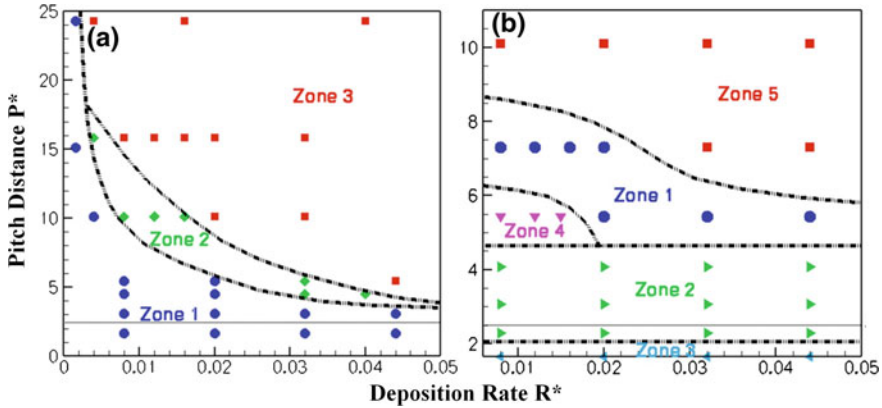 (a)
25
20
15
10
5
0
Zone 3
Zone 2
Zone 1
0
0.01
0.02
0.03
0.04
0.05
Pitch Distance P*
(b)
10
8
6
4
2
Zone 5
Zone 1
Zone 4
Zone 2
Zone 3
0.01
0.02
0.03
0.04
0.05
Deposition Rate R*